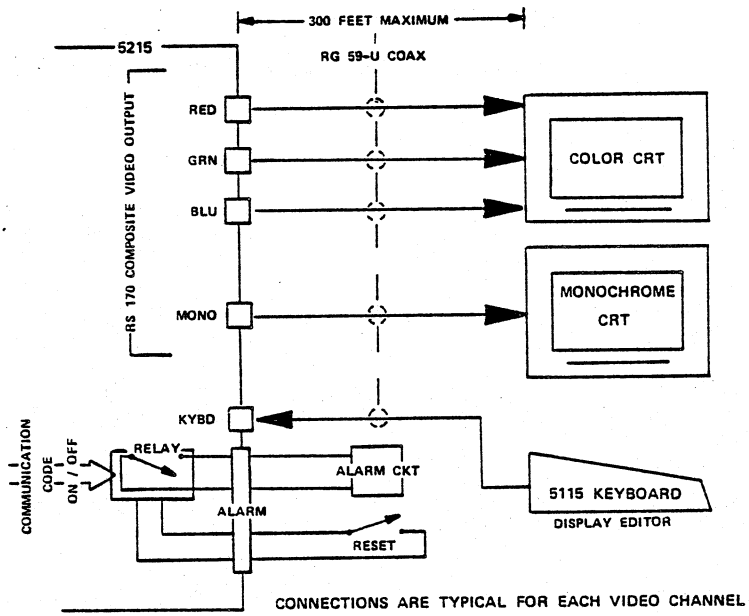 300 FEET MAXIMUM
5215
RG 59-U COAX
RS 170 COMPOSITE VIDEO OUTPUT
RED
GRN
BLU
MONO
KYBD
COLOR CRT
MONOCHROME
CRT
COMMUNICATION
CODE
ON / OFF
RELAY
ALARM CKT
ALARM
RESET
5115 KEYBOARD
DISPLAY EDITOR
CONNECTIONS ARE TYPICAL FOR EACH VIDEO CHANNEL